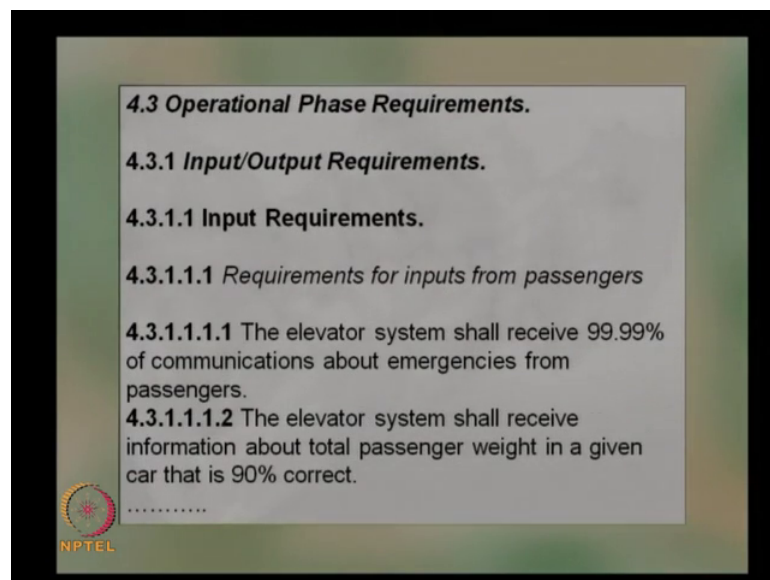 4.3 Operational Phase Requirements.
4.3.1 Input/Output Requirements.
4.3.1.1 Input Requirements.
4.3.1.1.1 Requirements for inputs from passengers
4.3.1.1.1.1 The elevator system shall receive 99.99%
of communications about emergencies from
passengers.
4.3.1.1.1.2 The elevator system shall receive
information about total passenger weight in a given
car that is 90% correct.
...........
NPTEL